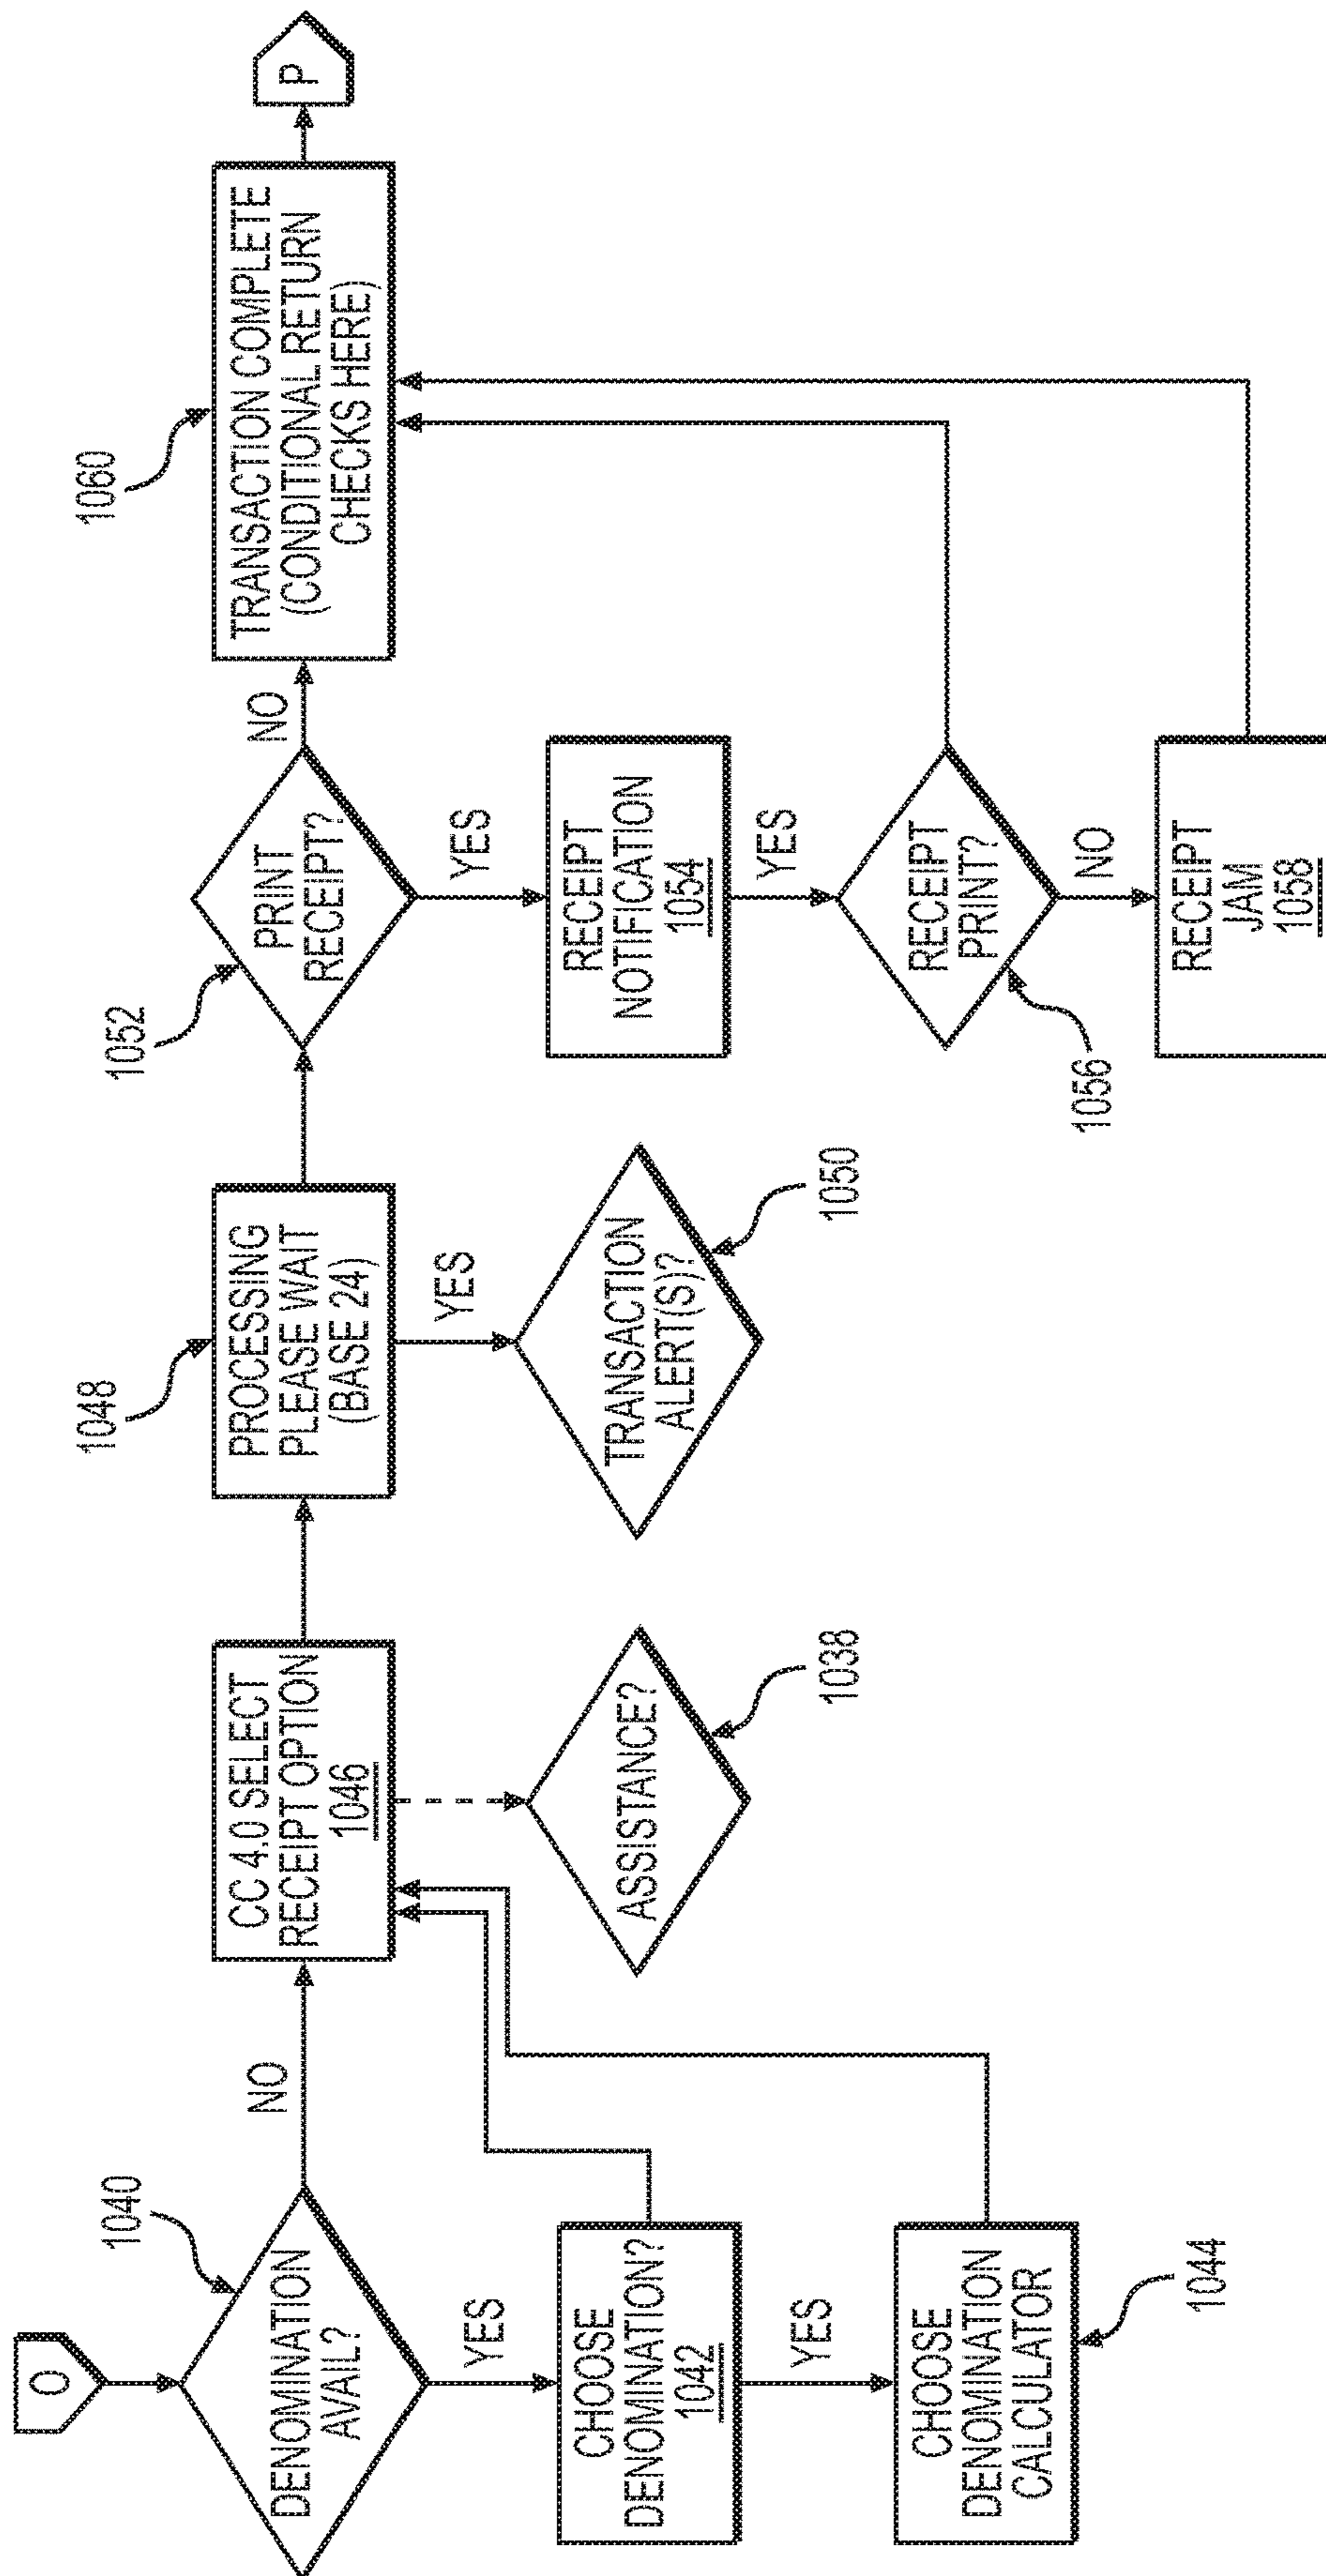 O
1040
DENOMINATION
AVAIL?
NO
YES
CHOOSE
DENOMINATION?
1042
YES
CHOOSE
DENOMINATION
CALCULATOR
1044
CC 4.0 SELECT
RECEIPT OPTION
1046
ASSISTANCE?
1038
1048
PROCESSING
PLEASE WAIT
(BASE 24)
YES
TRANSACTION
ALERT(S)?
1050
1052
PRINT
RECEIPT?
NO
YES
RECEIPT
NOTIFICATION
1054
YES
RECEIPT
PRINT?
1056
NO
RECEIPT
JAM
1058
1060
TRANSACTION COMPLETE
(CONDITIONAL RETURN
CHECKS HERE)
P